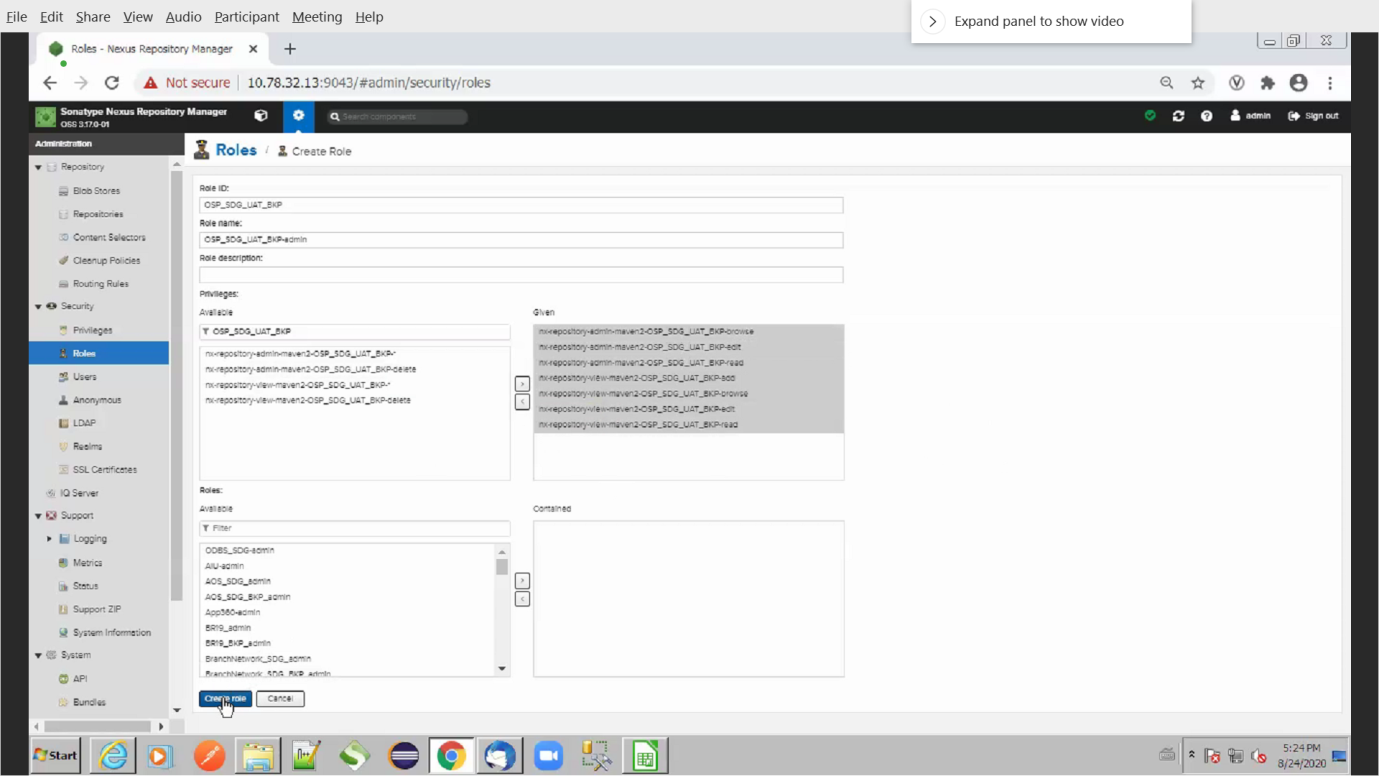 File Edit Share View Audio Participant Meeting Help
Expand panel to show video
Roles - Nexus Repository Manager
Not secure 10.78.32.13:9043/#admin/security/roles
Sonatype Nexus Repository Manager
OSS 3.17.0-01
Search components
admin Sign out
Administration
Roles / Create Role
Repository
Blob Stores
Repositories
Content Selectors
Cleanup Policies
Routing Rules
Security
Privileges
Roles
Users
Anonymous
LDAP
Realms
SSL Certificates
IQ Server
Support
Logging
Metrics
Status
Support ZIP
System Information
System
API
Bundles
Role ID:
OSP_SDG_UAT_BKP
Role name:
OSP_SDG_UAT_BKP-admin
Role description:
Privileges:
Available
OSP_SDG_UAT_BKP
nx-repository-admin-maven2-OSP_SDG_UAT_BKP-*
nx-repository-admin-maven2-OSP_SDG_UAT_BKP-delete
nx-repository-view-maven2-OSP_SDG_UAT_BKP-*
nx-repository-view-maven2-OSP_SDG_UAT_BKP-delete
Given
nx-repository-admin-maven2-OSP_SDG_UAT_BKP-browse
nx-repository-admin-maven2-OSP_SDG_UAT_BKP-edit
nx-repository-admin-maven2-OSP_SDG_UAT_BKP-read
nx-repository-view-maven2-OSP_SDG_UAT_BKP-add
nx-repository-view-maven2-OSP_SDG_UAT_BKP-browse
nx-repository-view-maven2-OSP_SDG_UAT_BKP-edit
nx-repository-view-maven2-OSP_SDG_UAT_BKP-read
Roles:
Available
Filter
ODBS_SDG-admin
AIU-admin
AOS_SDG_admin
AOS_SDG_BKP_admin
App360-admin
BR19_admin
BR19_BKP_admin
BranchNetwork_SDG_admin
BranchNetwork_SDG_BKP_admin
Contained
Create role Cancel
Start
5:24 PM
8/24/2020